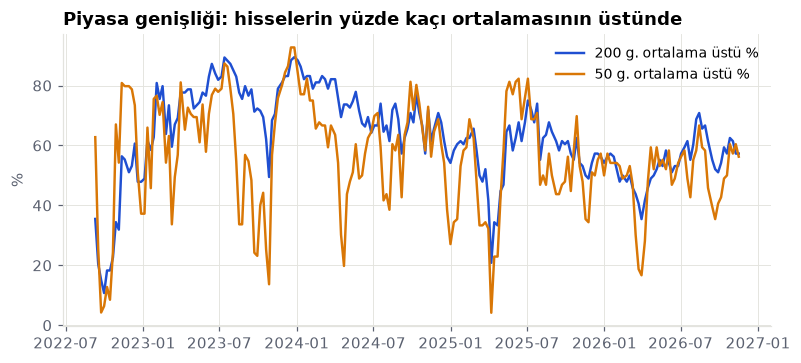 Piyasa genişliği: hisselerin yüzde kaçı ortalamasının üstünde
200 g. ortalama üstü %
50 g. ortalama üstü %
80
60
40
20
0
%
2022-07 2023-01 2023-07 2024-01 2024-07 2025-01 2025-07 2026-01 2026-07 2027-01